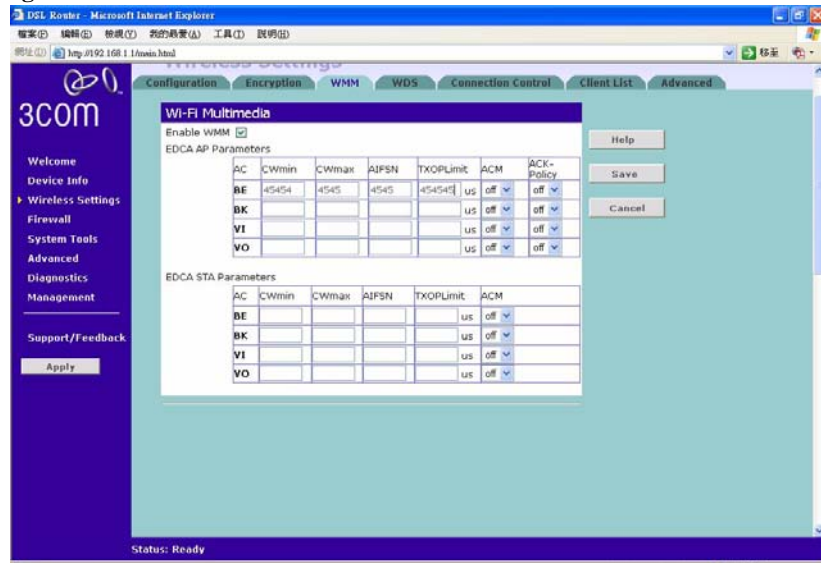 DSL Router - Microsoft Internet Explorer
檔案(F) 編輯(E) 檢視(V) 我的最愛(A) 工具(T) 說明(H)
網址(D) http://192.168.1.1/main.html 移至
Wireless Settings
Configuration Encryption WMM WDS Connection Control Client List Advanced
3COM
Welcome
Device Info
Wireless Settings
Firewall
System Tools
Advanced
Diagnostics
Management
Support/Feedback
Apply
Wi-Fi Multimedia
Enable WMM
EDCA AP Parameters
AC CWmin CWmax AIFSN TXOPLimit ACM ACK-Policy
BE 45454 4545 4545 454545 us off off
BK us off off
VI us off off
VO us off off
EDCA STA Parameters
AC CWmin CWmax AIFSN TXOPLimit ACM
BE us off
BK us off
VI us off
VO us off
Help
Save
Cancel
Status: Ready